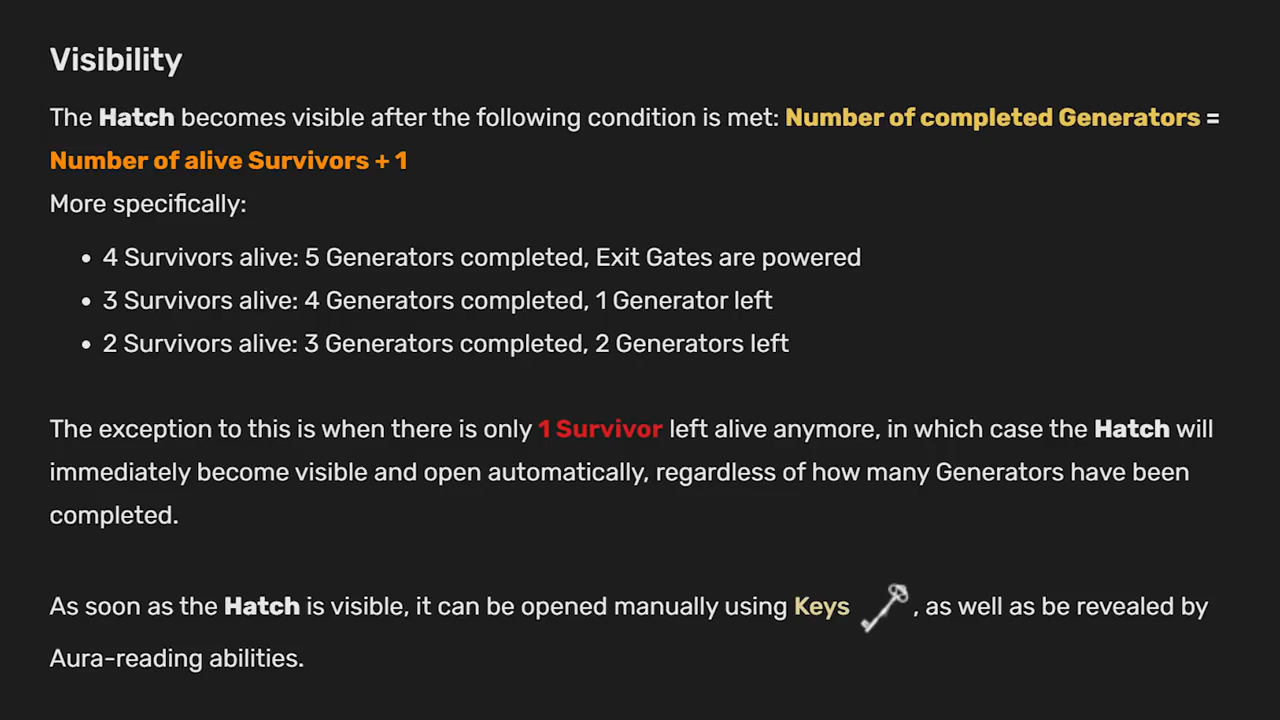 Visibility
The Hatch becomes visible after the following condition is met: Number of completed Generators =
Number of alive Survivors + 1
More specifically:
• 4 Survivors alive: 5 Generators completed, Exit Gates are powered
• 3 Survivors alive: 4 Generators completed, 1 Generator left
• 2 Survivors alive: 3 Generators completed, 2 Generators left
The exception to this is when there is only 1 Survivor left alive anymore, in which case the Hatch will
immediately become visible and open automatically, regardless of how many Generators have been
completed.
As soon as the Hatch is visible, it can be opened manually using Keys , as well as be revealed by
Aura-reading abilities.